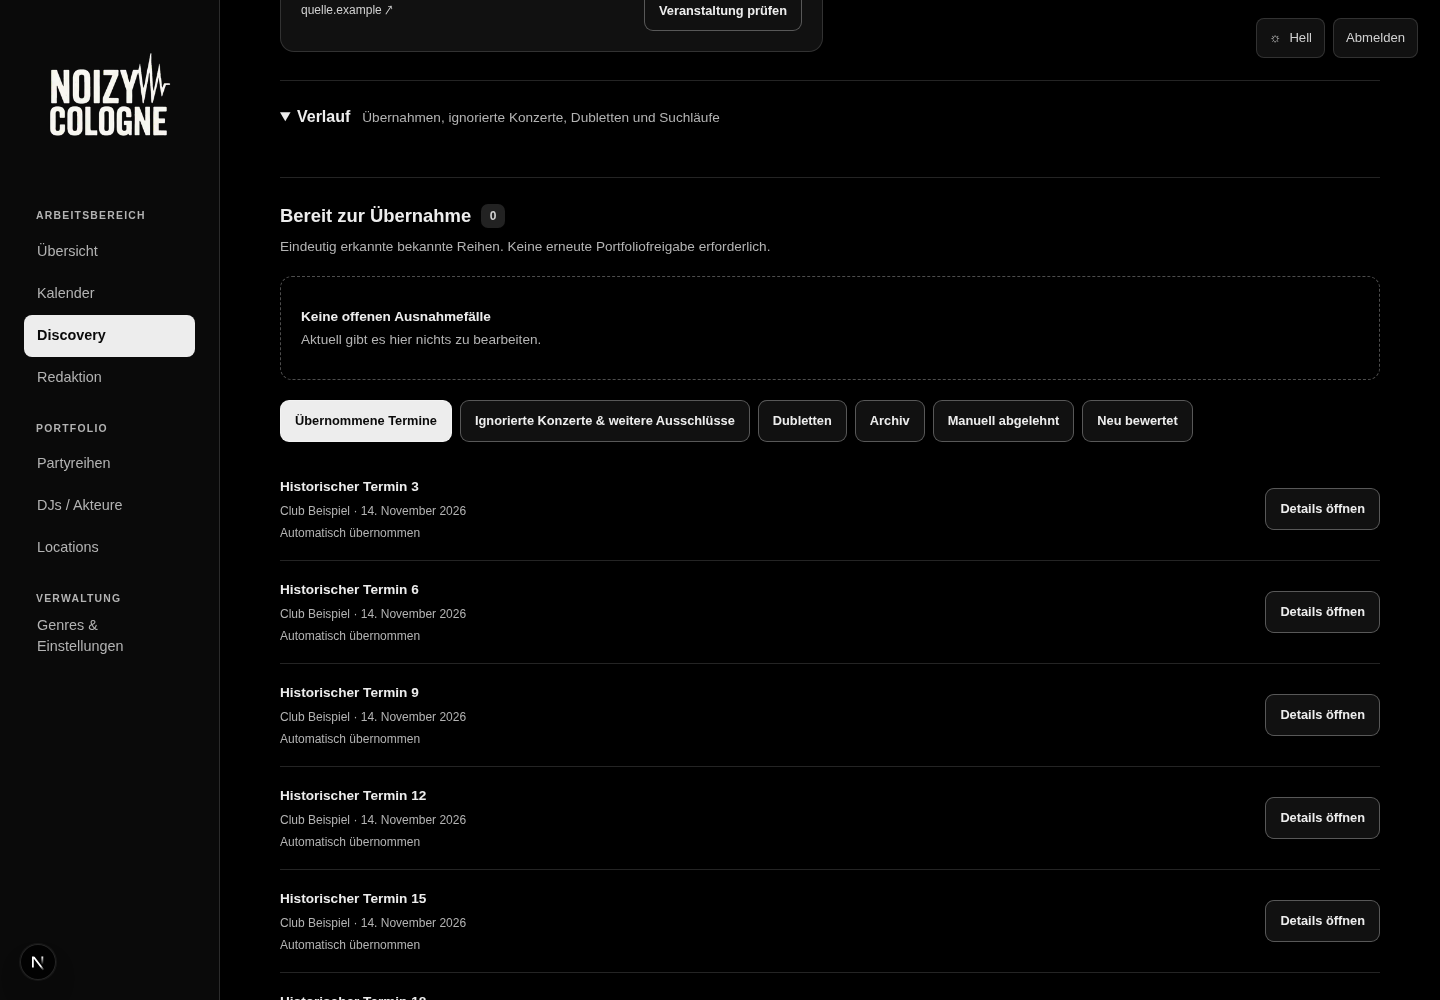 NOIZY
COLOGNE
ARBEITSBEREICH
Übersicht
Kalender
Discovery
Redaktion
PORTFOLIO
Partyreihen
DJs / Akteure
Locations
VERWALTUNG
Genres &
Einstellungen
N
☼ Hell
Abmelden
quelle.example ↗
Veranstaltung prüfen
▼ Verlauf Übernahmen, ignorierte Konzerte, Dubletten und Suchläufe
Bereit zur Übernahme 0
Eindeutig erkannte bekannte Reihen. Keine erneute Portfoliofreigabe erforderlich.
Keine offenen Ausnahmefälle
Aktuell gibt es hier nichts zu bearbeiten.
Übernommene Termine
Ignorierte Konzerte & weitere Ausschlüsse
Dubletten
Archiv
Manuell abgelehnt
Neu bewertet
Historischer Termin 3
Club Beispiel · 14. November 2026
Automatisch übernommen
Details öffnen
Historischer Termin 6
Club Beispiel · 14. November 2026
Automatisch übernommen
Details öffnen
Historischer Termin 9
Club Beispiel · 14. November 2026
Automatisch übernommen
Details öffnen
Historischer Termin 12
Club Beispiel · 14. November 2026
Automatisch übernommen
Details öffnen
Historischer Termin 15
Club Beispiel · 14. November 2026
Automatisch übernommen
Details öffnen
Historischer Termin 18